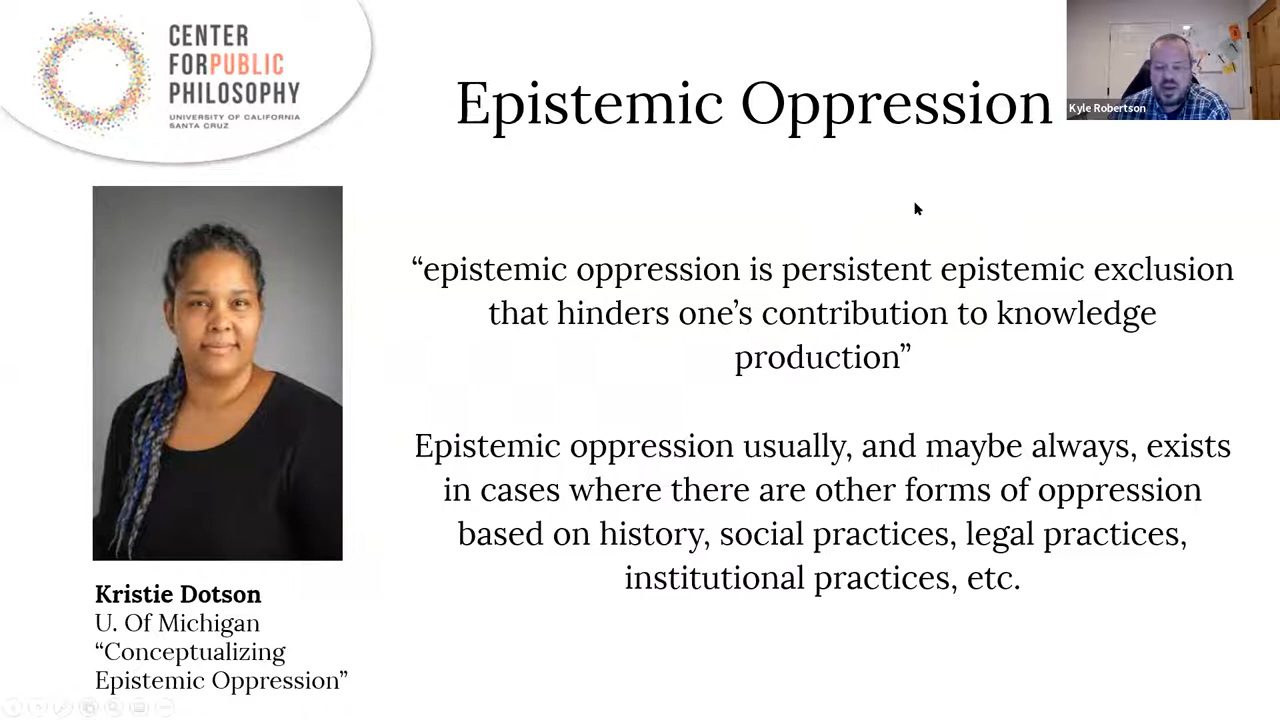 CENTER
FORPUBLIC
PHILOSOPHY
UNIVERSITY OF CALIFORNIA
SANTA CRUZ
Epistemic Oppression
Kyle Robertson
“epistemic oppression is persistent epistemic exclusion
that hinders one’s contribution to knowledge
production”
Epistemic oppression usually, and maybe always, exists
in cases where there are other forms of oppression
based on history, social practices, legal practices,
institutional practices, etc.
Kristie Dotson
U. Of Michigan
“Conceptualizing
Epistemic Oppression”